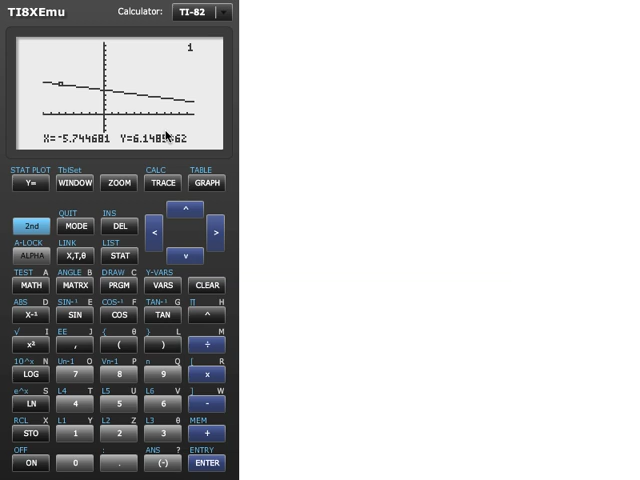 TI8XEmu Calculator: TI-82
1
X=-5.744681
STAT PLOT TblSet CALC TABLE
Y= WINDOW ZOOM TRACE GRAPH
QUIT INS ^
2nd MODE DEL < >
A-LOCK LINK LIST
ALPHA X,T,θ STAT v
TEST A ANGLE B DRAW C Y-VARS
MATH MATRX PRGM VARS CLEAR
ABS D SIN-¹ E COS-¹ F TAN-¹ G Π H
X-¹ SIN COS TAN ^
√ I EE J { θ } L M
x² , ( ) ÷
10^x N Un-1 O Vn-1 P n Q [ R
LOG 7 8 9 x
e^x S L4 T L5 U L6 V ] W
LN 4 5 6 -
RCL X L1 Y L2 Z L3 θ MEM
STO 1 2 3 +
OFF : ANS ? ENTRY
ON 0 . (-) ENTER